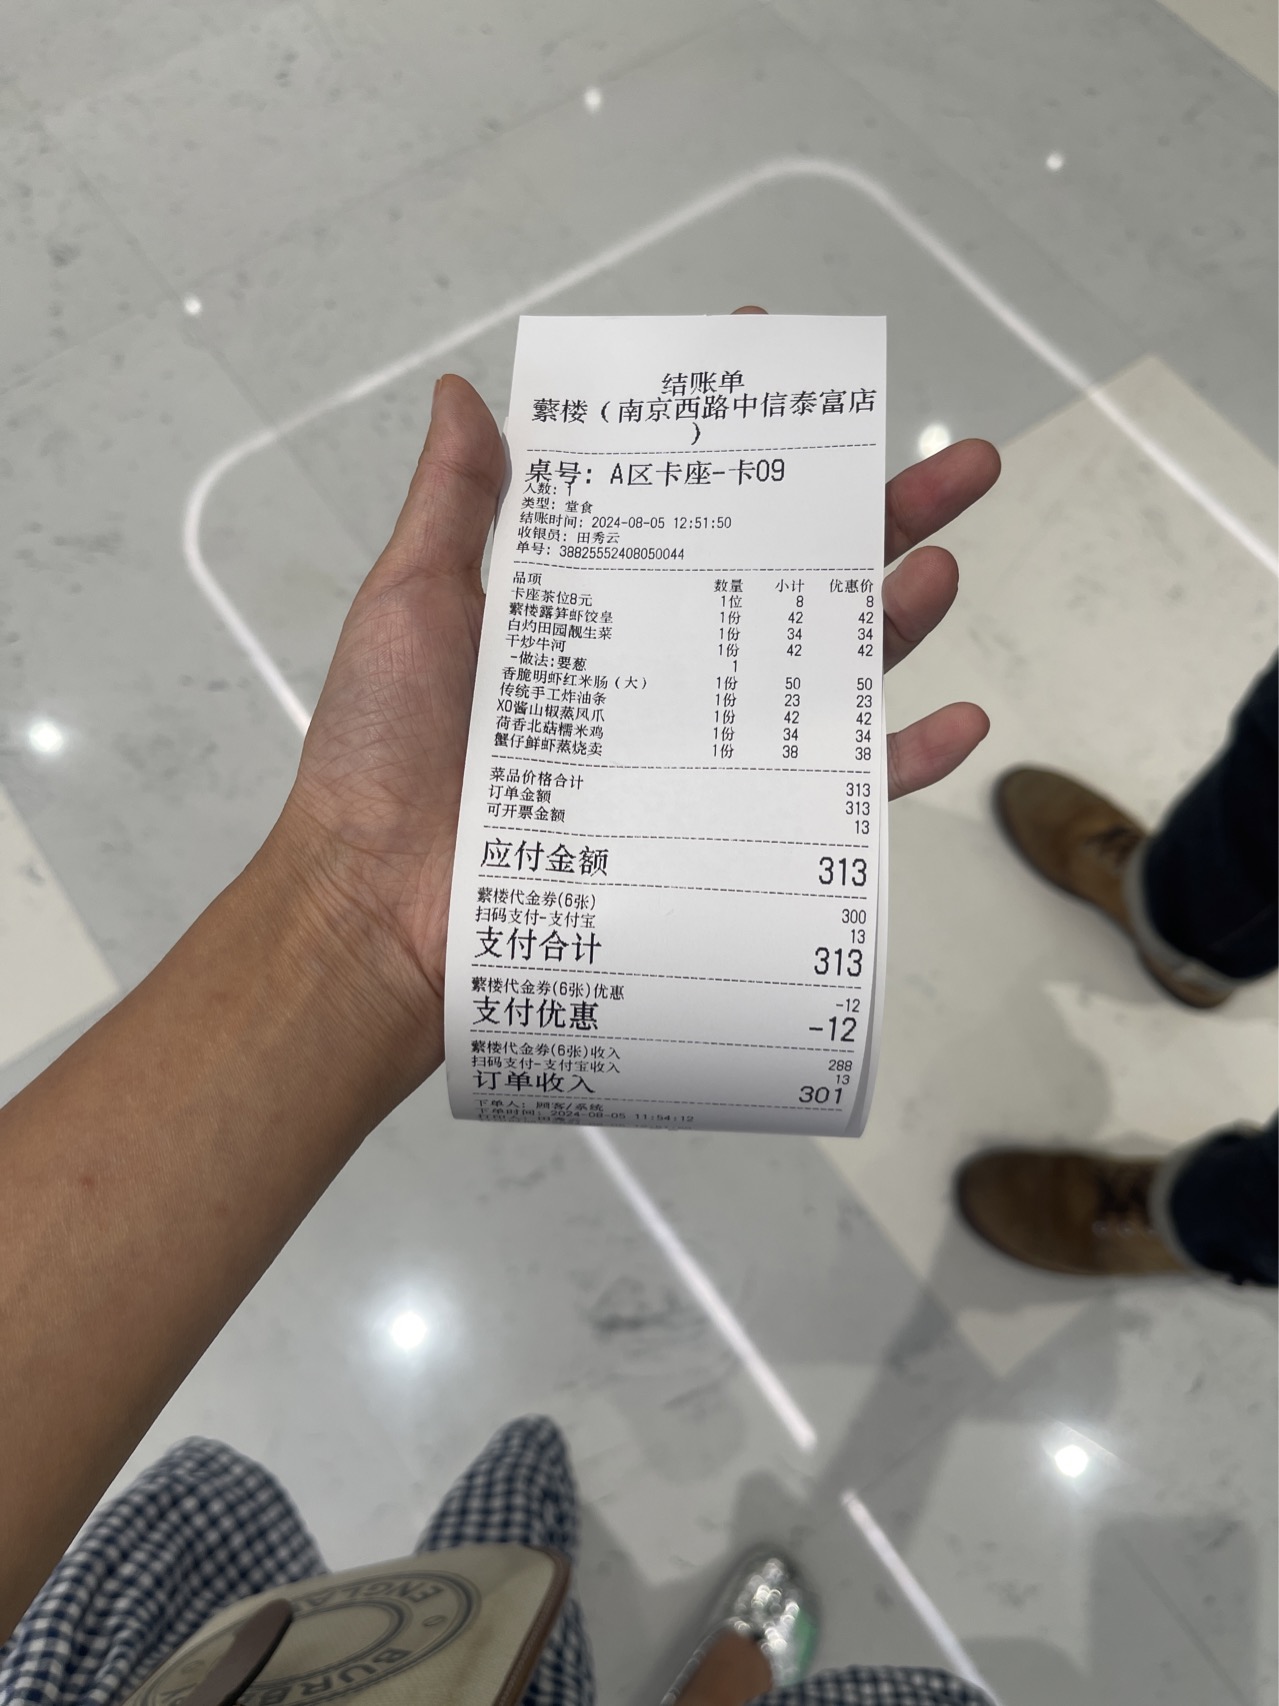 结账单
蘩楼（南京西路中信泰富店
）
桌号: A区卡座-卡09
人数: 1
类型: 堂食
结账时间: 2024-08-05 12:51:50
收银员: 田秀云
单号: 38825552408050044
品项 数量 小计 优惠价
卡座茶位8元 1位 8 8
蘩楼露笋虾饺皇 1份 42 42
白灼田园靓生菜 1份 34 34
干炒牛河 1份 42 42
-做法:要葱 1
香脆明虾红米肠（大） 1份 50 50
传统手工炸油条 1份 23 23
XO酱山椒蒸凤爪 1份 42 42
荷香北菇糯米鸡 1份 34 34
蟹仔鲜虾蒸烧卖 1份 38 38
菜品价格合计 313
订单金额 313
可开票金额 13
应付金额 313
蘩楼代金券(6张) 300
扫码支付-支付宝 13
支付合计 313
蘩楼代金券(6张)优惠 -12
支付优惠 -12
蘩楼代金券(6张)收入 288
扫码支付-支付宝收入 13
订单收入 301
下单人: 顾客/系统
下单时间: 2024-08-05 11:54:12
ENGLA
BURE